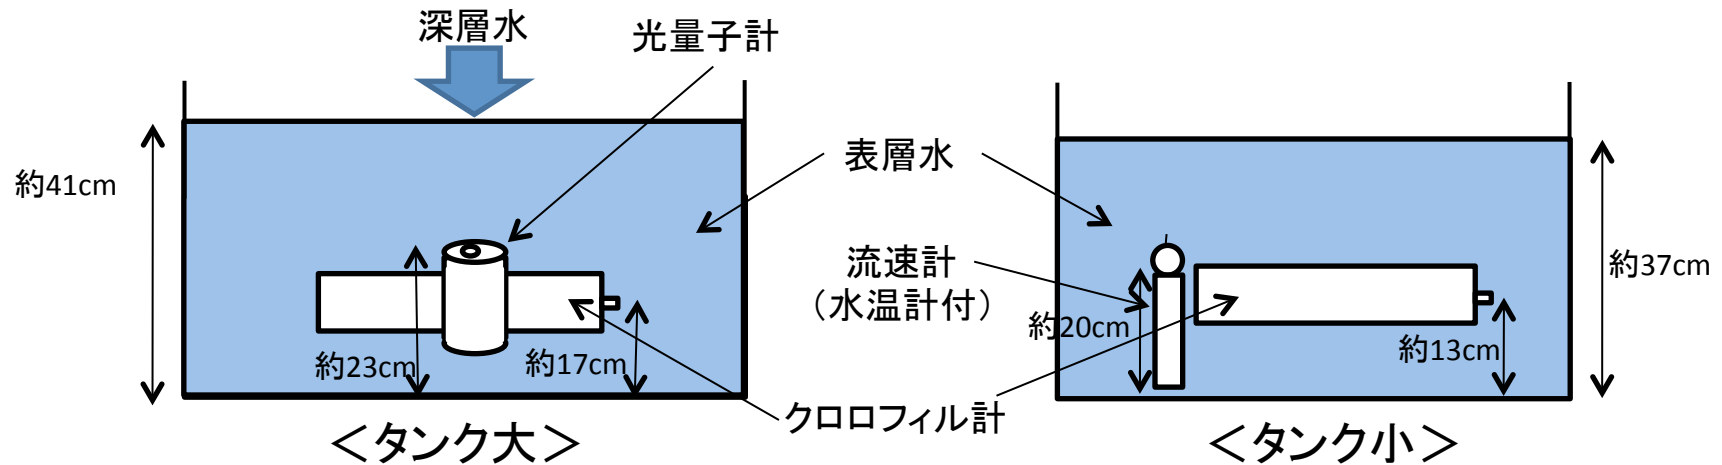 深層水
光量子計
約41cm
表層水
流速計
（水温計付）
約37cm
約23cm
約17cm
約20cm
約13cm
クロロフィル計
＜タンク大＞
＜タンク小＞